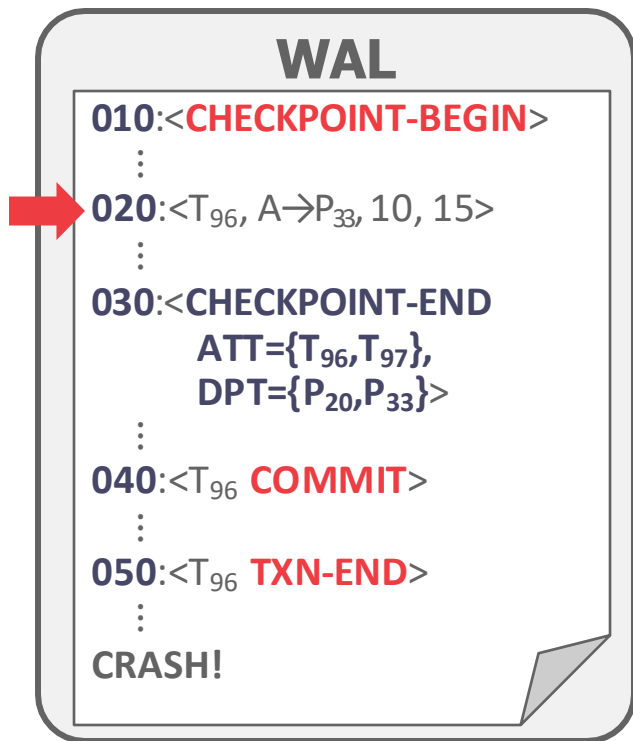 WAL
010:<CHECKPOINT-BEGIN>
⋮
020:<T₉₆, A→P₃₃, 10, 15>
⋮
030:<CHECKPOINT-END
ATT={T₉₆,T₉₇},
DPT={P₂₀,P₃₃}>
⋮
040:<T₉₆ COMMIT>
⋮
050:<T₉₆ TXN-END>
⋮
CRASH!